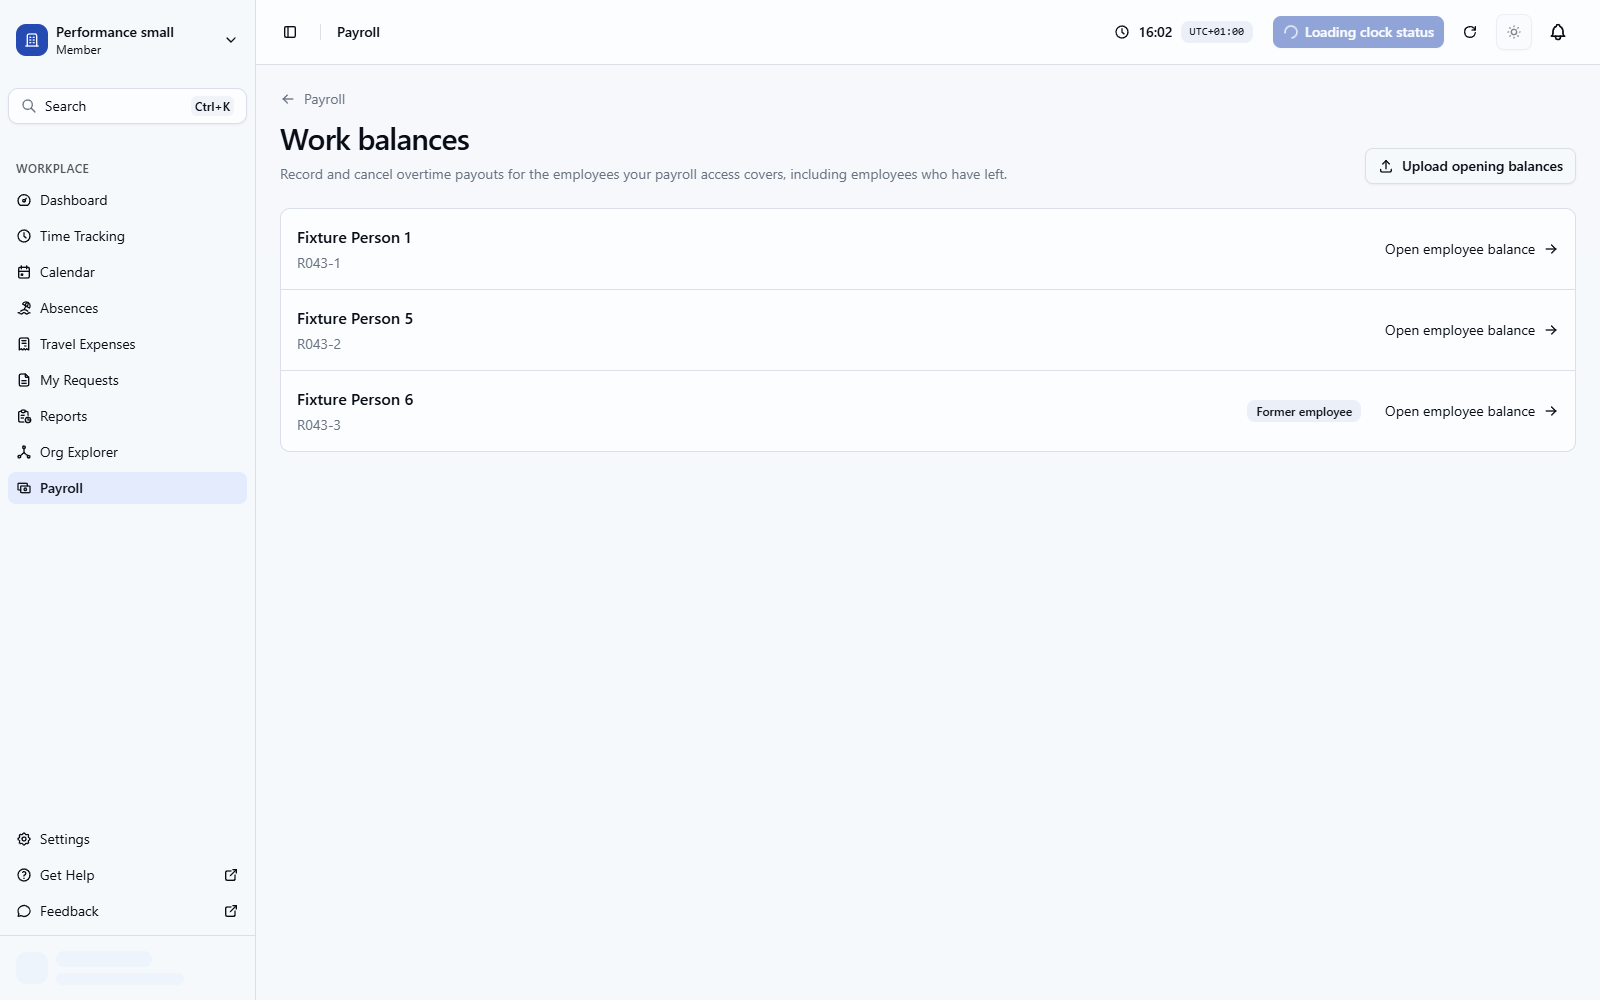 Performance small
Member
Search
Ctrl+K
WORKPLACE
Dashboard
Time Tracking
Calendar
Absences
Travel Expenses
My Requests
Reports
Org Explorer
Payroll
Settings
Get Help
Feedback
Payroll
16:02
UTC+01:00
Loading clock status
Payroll
Work balances
Record and cancel overtime payouts for the employees your payroll access covers, including employees who have left.
Upload opening balances
Fixture Person 1
R043-1
Open employee balance
Fixture Person 5
R043-2
Open employee balance
Fixture Person 6
R043-3
Former employee
Open employee balance